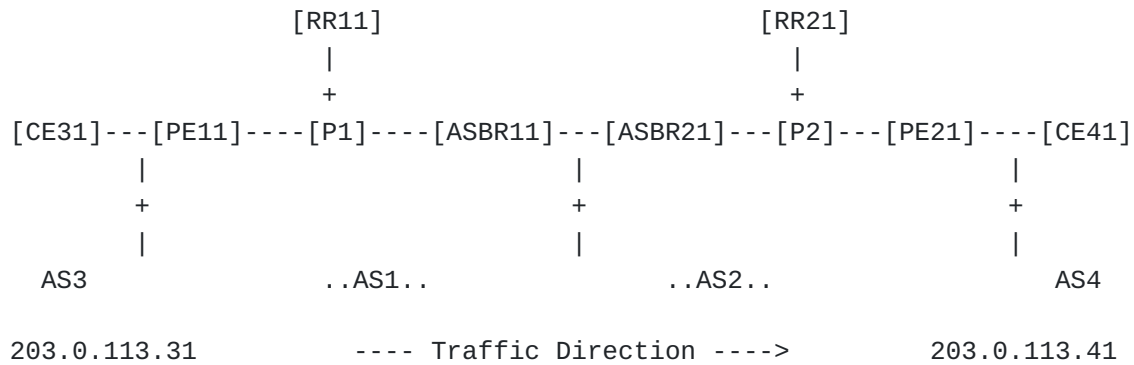 [RR11] [RR21]
| |
+ +
[CE31]---[PE11]----[P1]----[ASBR11]---[ASBR21]---[P2]---[PE21]----[CE41]
| | |
+ + +
| | |
AS3 ..AS1.. ..AS2.. AS4
203.0.113.31 ---- Traffic Direction ----> 203.0.113.41